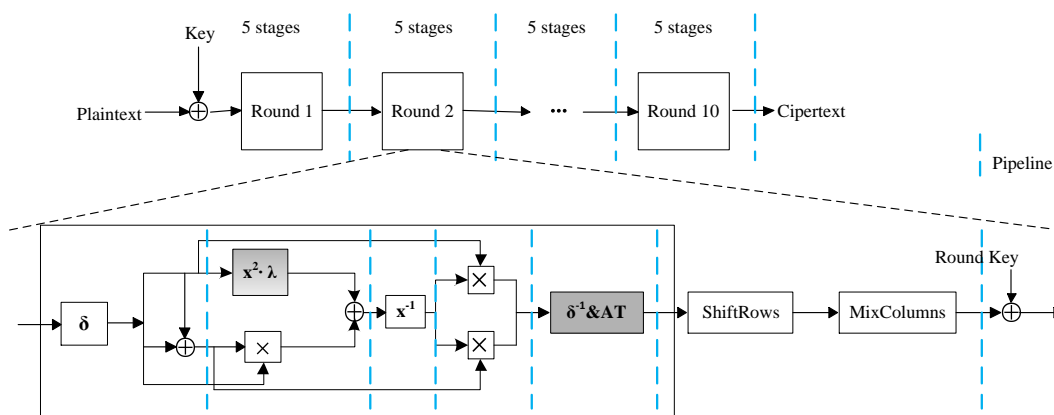 5 stages
5 stages
5 stages
5 stages
Key
Plaintext
Round 1
Round 2
...
Round 10
Cipertext
Pipeline
Round Key
x²· λ
δ
x⁻¹
×
×
×
δ⁻¹&AT
ShiftRows
MixColumns